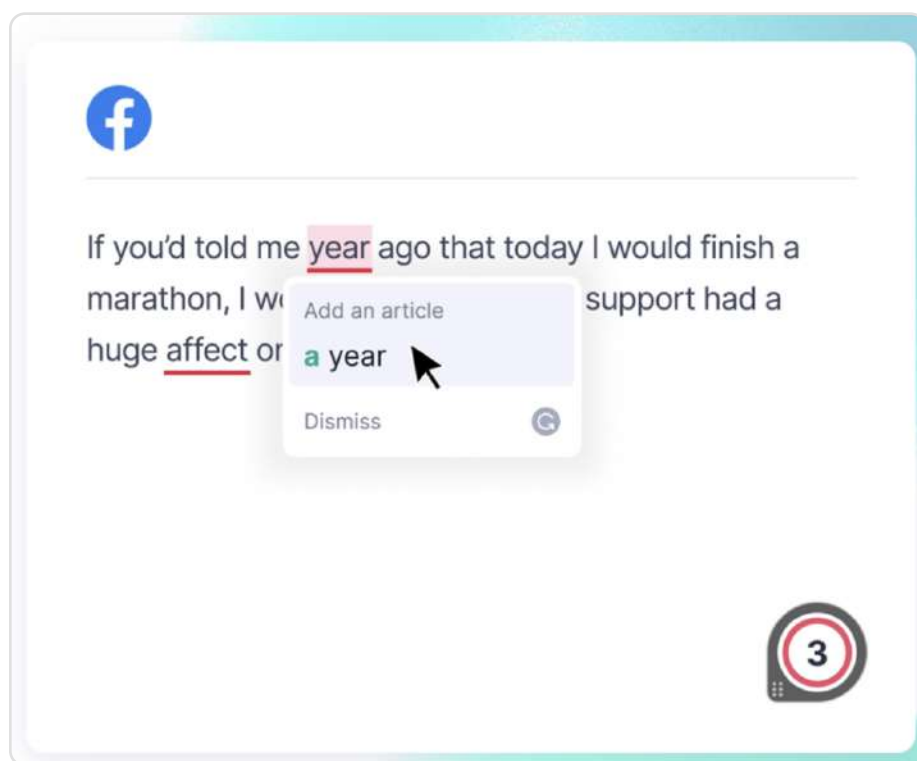 If you'd told me year ago that today I would finish a
marathon, I support had a
huge affect
Add an article
a year
Dismiss
3